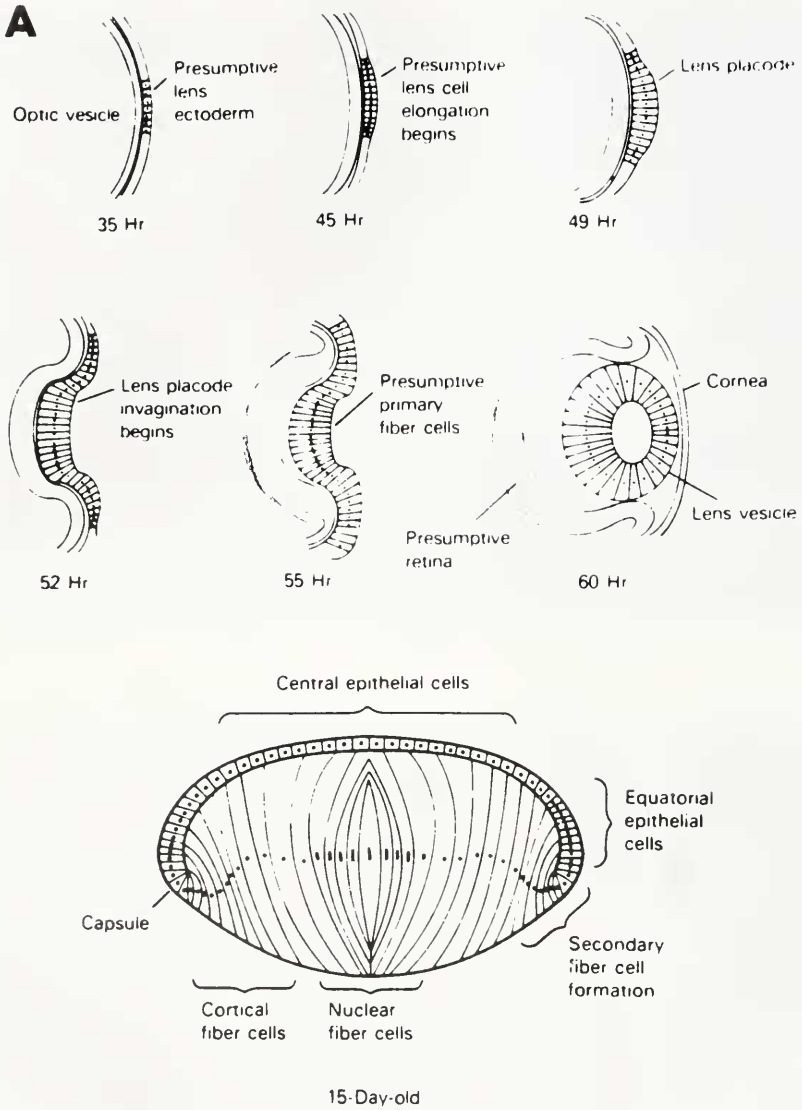 A
Optic vesicle
Presumptive
lens
ectoderm
35 Hr
Presumptive
lens cell
elongation
begins
45 Hr
Lens placode
49 Hr
Lens placode
invagination
begins
52 Hr
Presumptive
primary
fiber cells
55 Hr
Cornea
Lens vesicle
Presumptive
retina
60 Hr
Central epithelial cells
Equatorial
epithelial
cells
Capsule
Secondary
fiber cell
formation
Cortical
fiber cells
Nuclear
fiber cells
15-Day-old